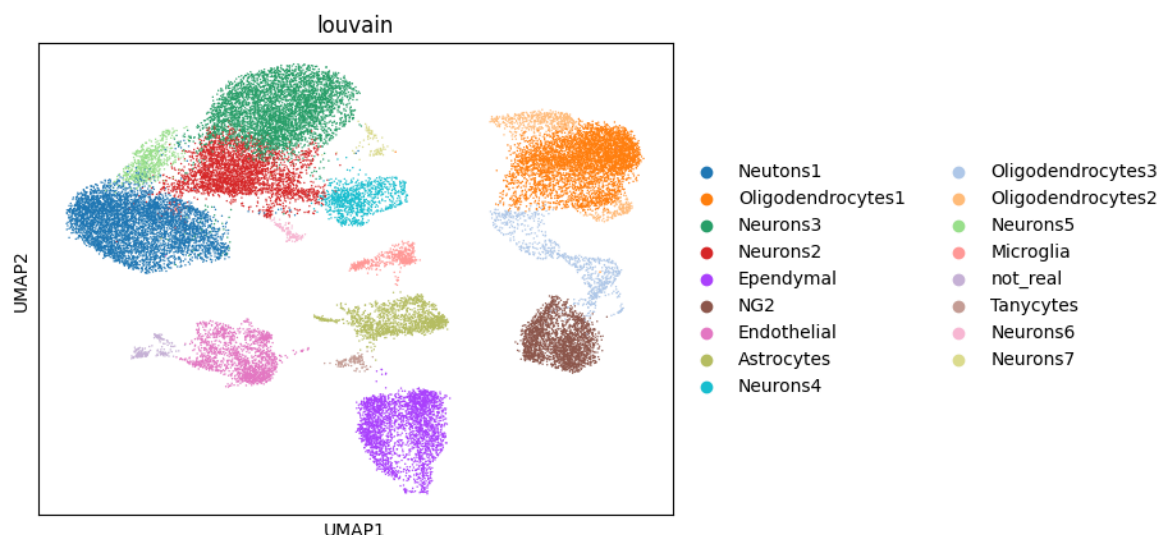 louvain
UMAP2
UMAP1
Neutons1
Oligodendrocytes1
Neurons3
Neurons2
Ependymal
NG2
Endothelial
Astrocytes
Neurons4
Oligodendrocytes3
Oligodendrocytes2
Neurons5
Microglia
not_real
Tanycytes
Neurons6
Neurons7